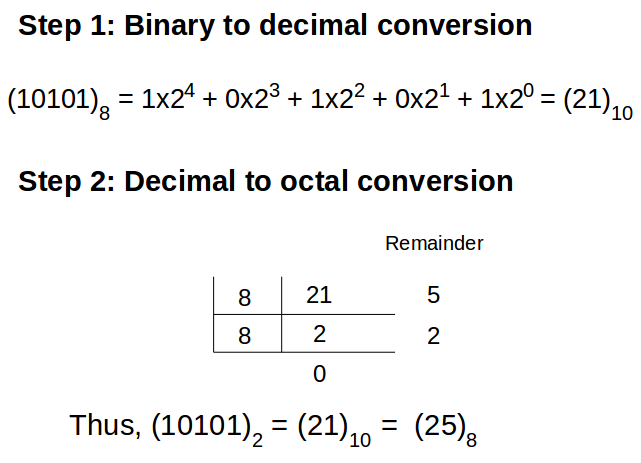 Step 1: Binary to decimal conversion
(10101)₈ = 1x2⁴ + 0x2³ + 1x2² + 0x2¹ + 1x2⁰ = (21)₁₀
Step 2: Decimal to octal conversion
Remainder
8 21 5
8 2 2
0
Thus, (10101)₂ = (21)₁₀ = (25)₈